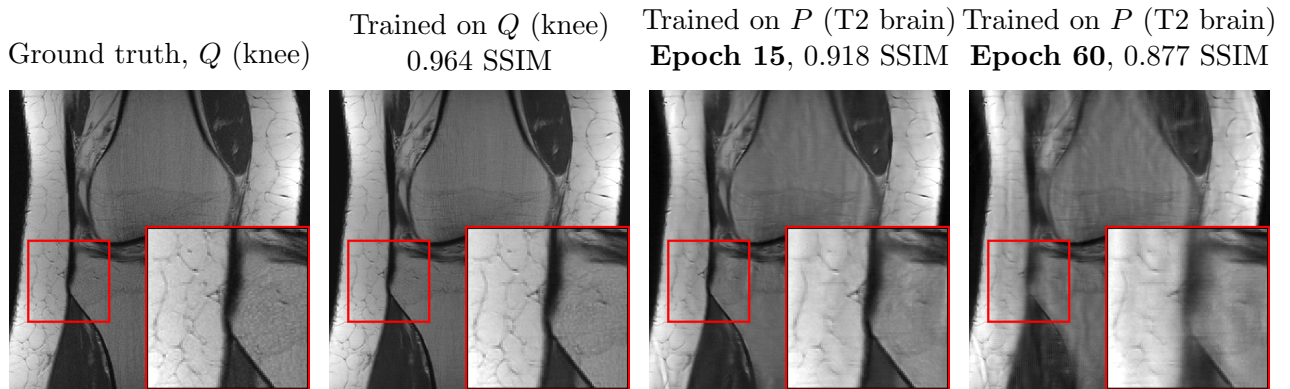 Ground truth, Q (knee)
Trained on Q (knee)
0.964 SSIM
Trained on P (T2 brain)
Epoch 15, 0.918 SSIM
Trained on P (T2 brain)
Epoch 60, 0.877 SSIM